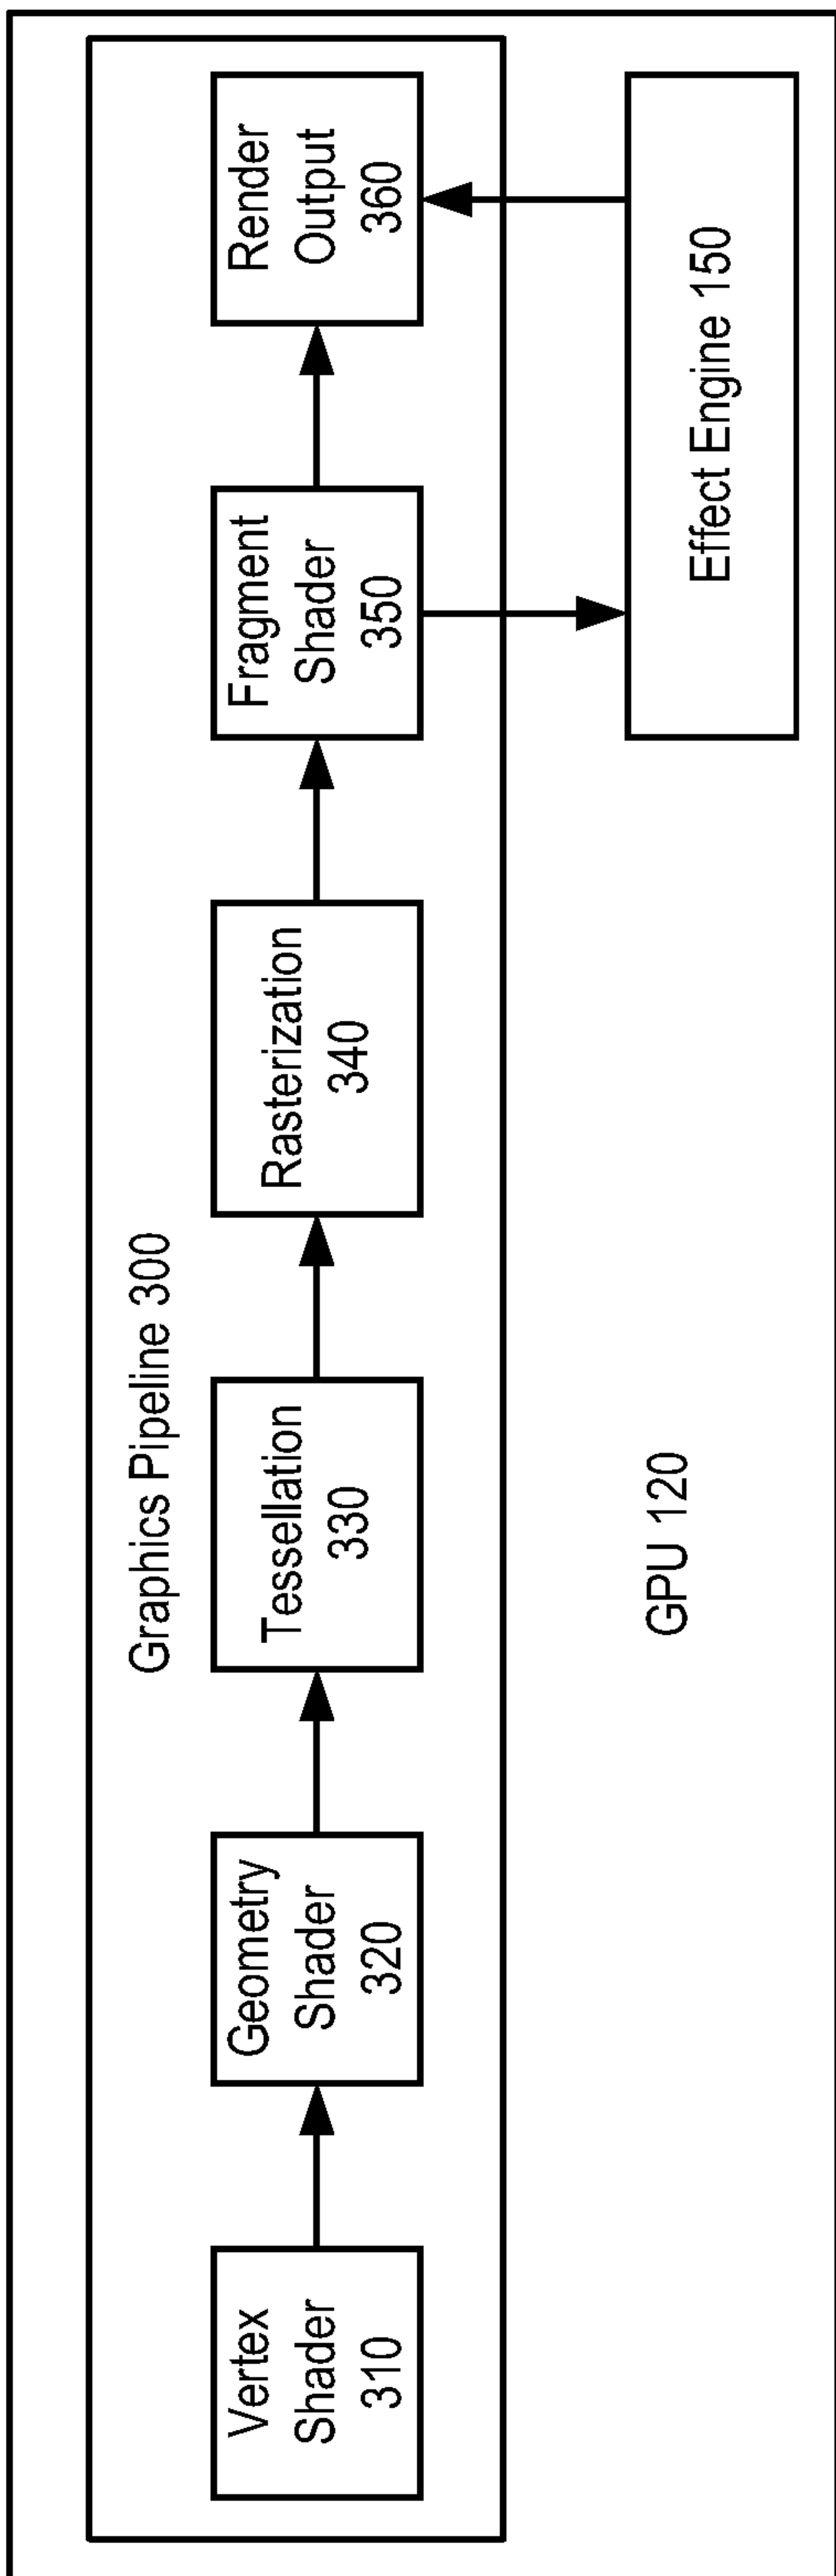 Graphics Pipeline 300
Vertex
Shader
310
Geometry
Shader
320
Tessellation
330
Rasterization
340
Fragment
Shader
350
Render
Output
360
GPU 120
Effect Engine 150